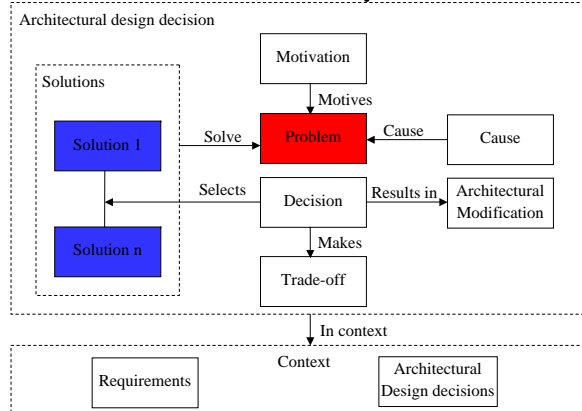 Architectural design decision
Motivation
Solutions
Motives
Solution 1
Solve
Problem
Cause
Cause
Selects
Decision
Results in
Architectural
Modification
Solution n
Makes
Trade-off
In context
Context
Requirements
Architectural
Design decisions